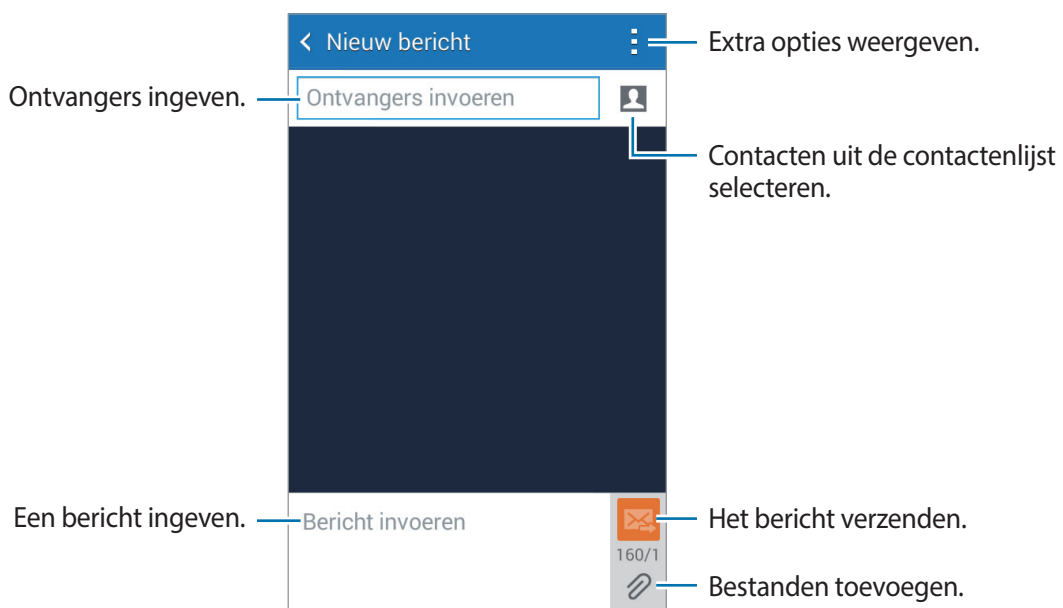 Nieuw bericht
Extra opties weergeven.
Ontvangers ingeven.
Ontvangers invoeren
Contacten uit de contactenlijst
selecteren.
Een bericht ingeven.
Bericht invoeren
Het bericht verzenden.
160/1
Bestanden toevoegen.